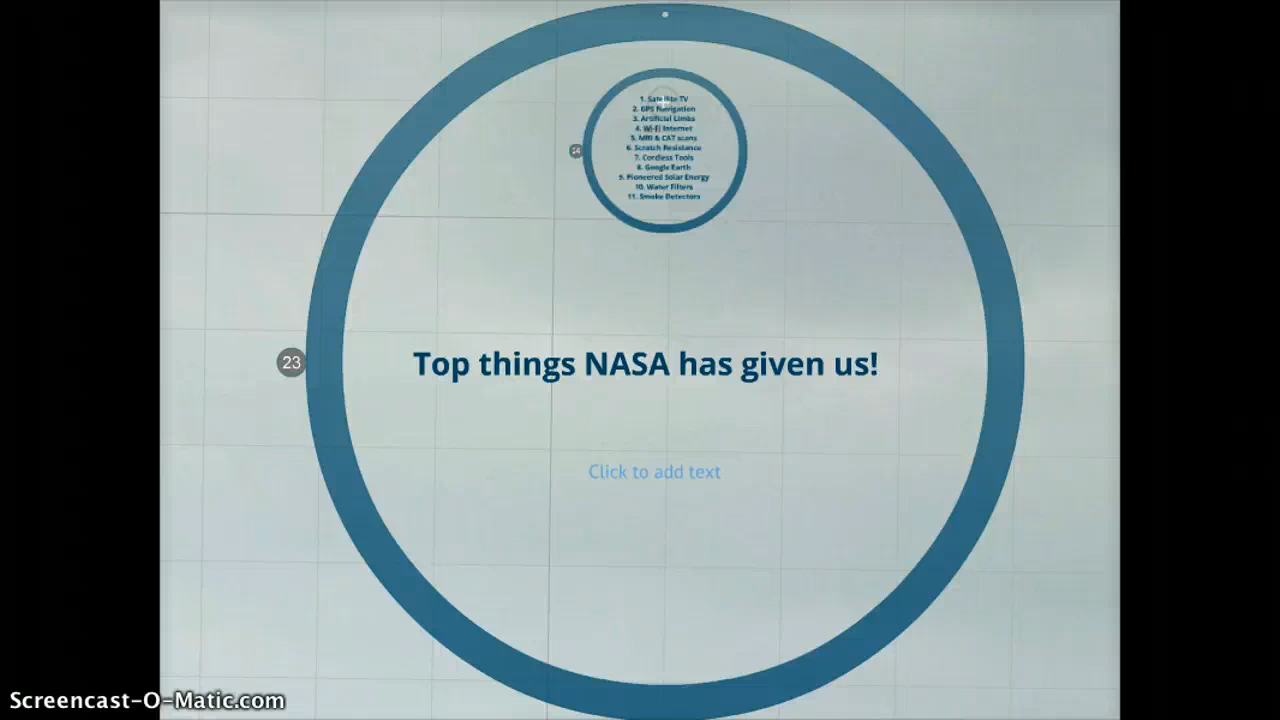 1. Satellite TV
2. GPS Navigation
3. Artificial Limbs
4. Wi-Fi Internet
5. MRI & CAT scans
6. Scratch Resistance
7. Cordless Tools
8. Google Earth
9. Pioneered Solar Energy
10. Water Filters
11. Smoke Detectors
24
23
Top things NASA has given us!
Click to add text
Screencast-O-Matic.com